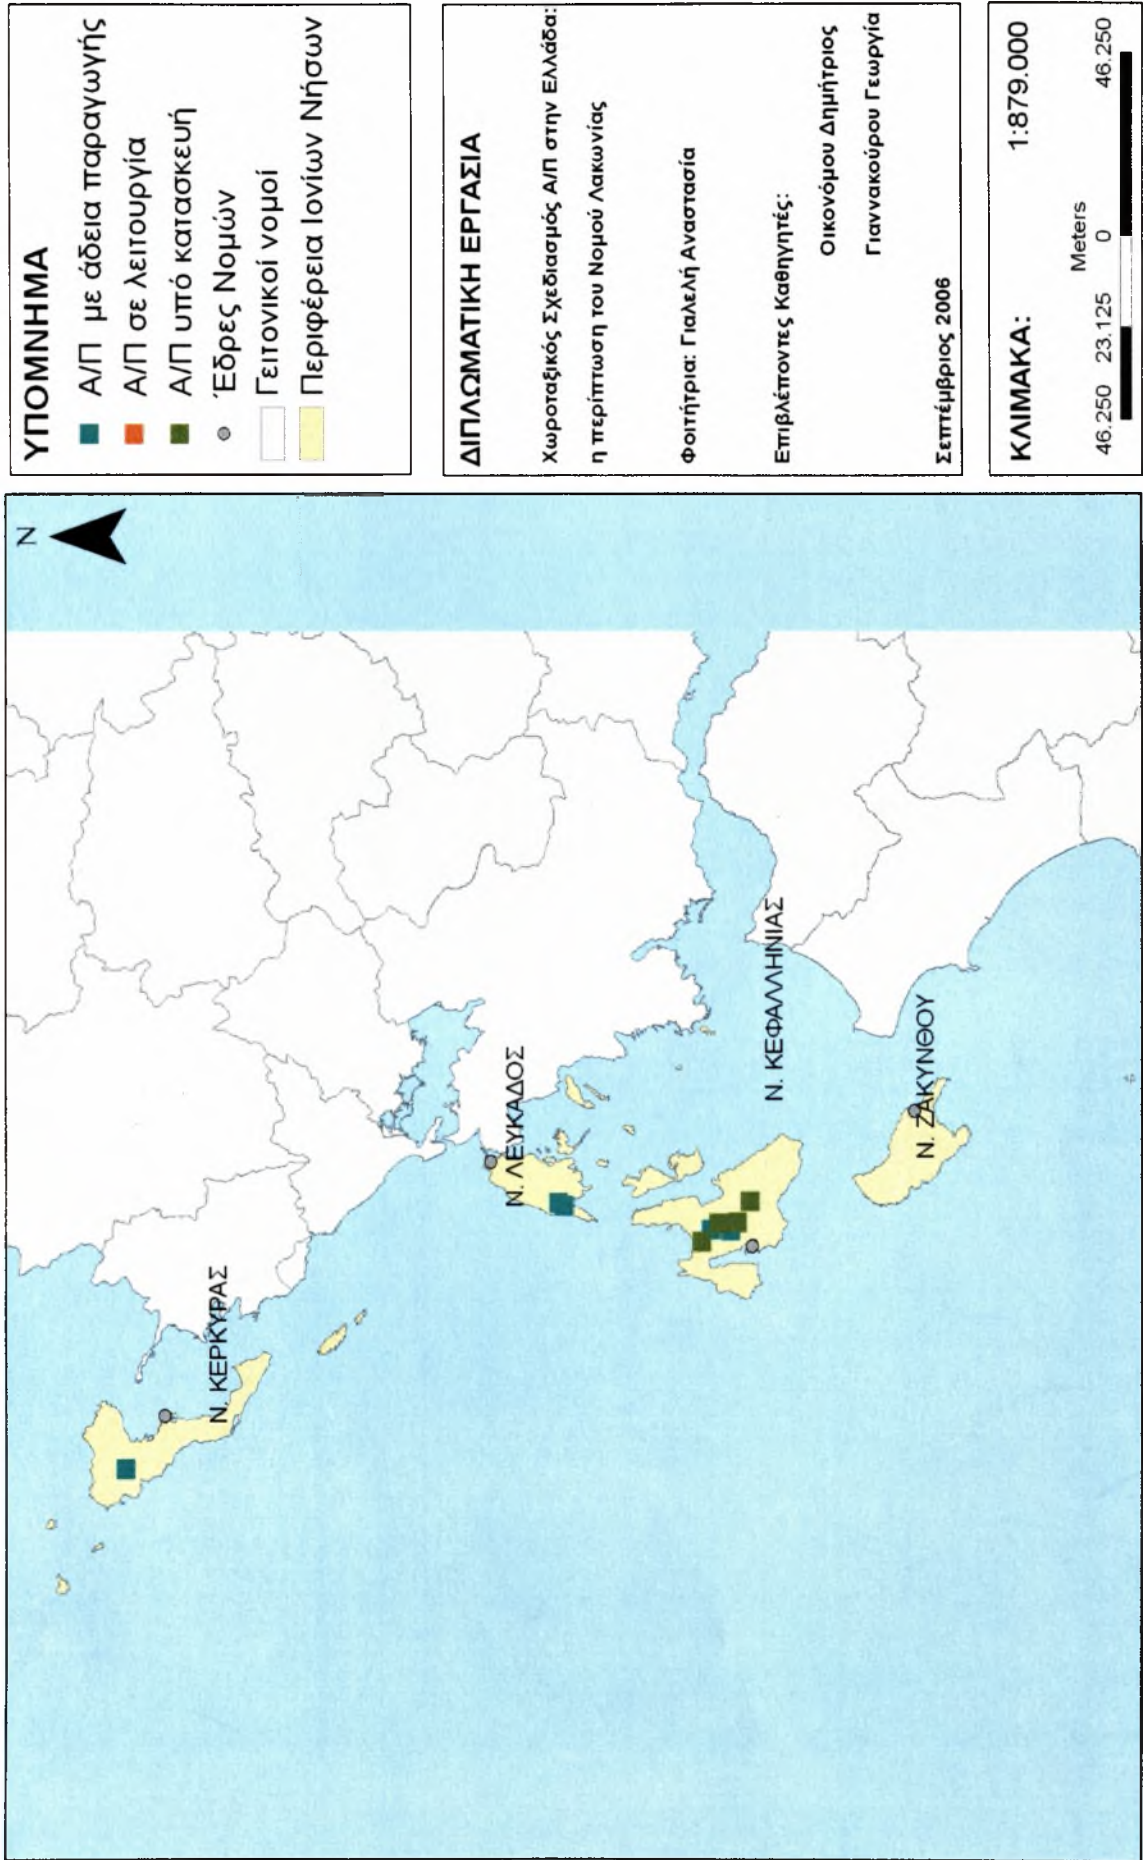 N
Ν. ΚΕΡΚΥΡΑΣ
Ν. ΛΕΥΚΑΔΟΣ
Ν. ΚΕΦΑΛΛΗΝΙΑΣ
Ν. ΖΑΚΥΝΘΟΥ
ΥΠΟΜΝΗΜΑ
Α/Π με άδεια παραγωγής
Α/Π σε λειτουργία
Α/Π υπό κατασκευή
Έδρες Νομών
Γειτονικοί νομοί
Περιφέρεια Ιονίων Νήσων
ΔΙΠΛΩΜΑΤΙΚΗ ΕΡΓΑΣΙΑ
Χωροταξικός Σχεδιασμός Α/Π στην Ελλάδα:
η περίπτωση του Νομού Λακωνίας
Φοιτήτρια: Γιαλελή Αναστασία
Επιβλέποντες Καθηγητές:
Οικονόμου Δημήτριος
Γιαννακούρου Γεωργία
Σεπτέμβριος 2006
ΚΛΙΜΑΚΑ: 1:879.000
Meters
46.250 23.125 0 46.250